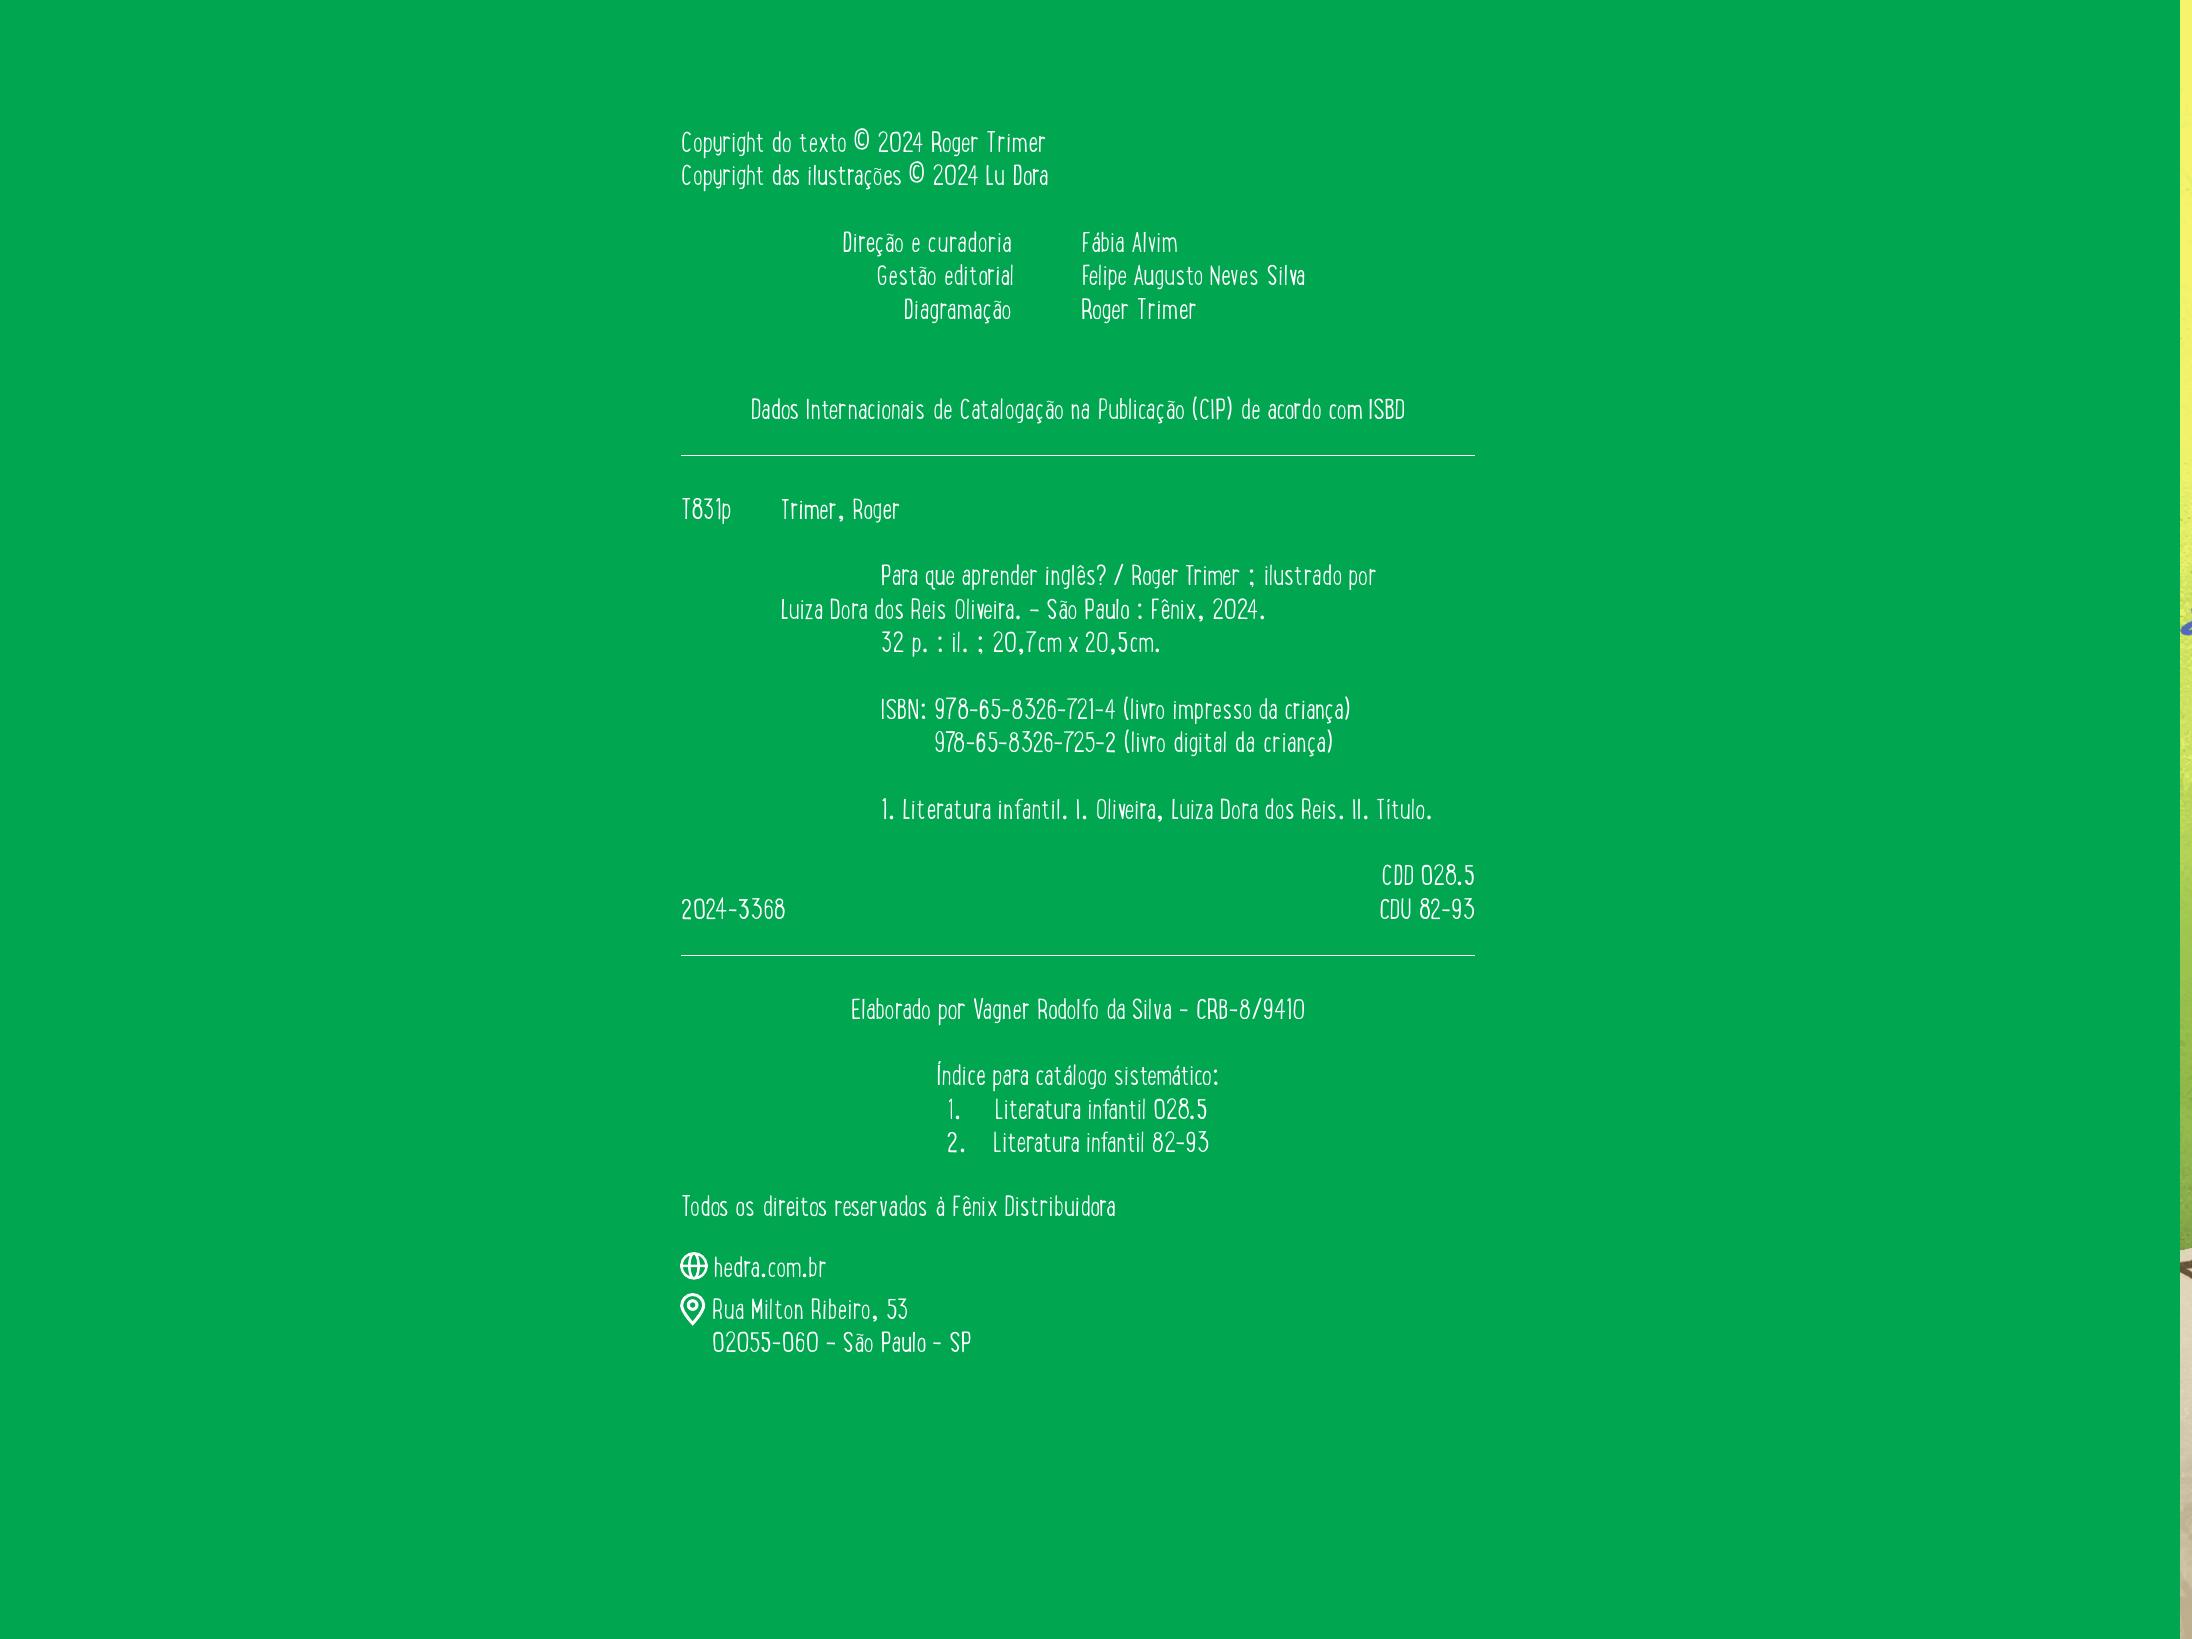 Copyright do texto © 2024 Roger Trimer
Copyright das ilustrações © 2024 Lu Dora
Direção e curadoria Fábia Alvim
Gestão editorial Felipe Augusto Neves Silva
Diagramação Roger Trimer
Dados Internacionais de Catalogação na Publicação (CIP) de acordo com ISBD
T831p Trimer, Roger
Para que aprender inglês? / Roger Trimer ; ilustrado por
Luiza Dora dos Reis Oliveira. - São Paulo : Fênix, 2024.
32 p. : il. ; 20,7cm x 20,5cm.
ISBN: 978-65-8326-721-4 (livro impresso da criança)
978-65-8326-725-2 (livro digital da criança)
1. Literatura infantil. I. Oliveira, Luiza Dora dos Reis. II. Título.
CDD 028.5
2024-3368 CDU 82-93
Elaborado por Vagner Rodolfo da Silva - CRB-8/9410
Índice para catálogo sistemático:
1. Literatura infantil 028.5
2. Literatura infantil 82-93
Todos os direitos reservados à Fênix Distribuidora
hedra.com.br
Rua Milton Ribeiro, 53
02055-060 - São Paulo - SP